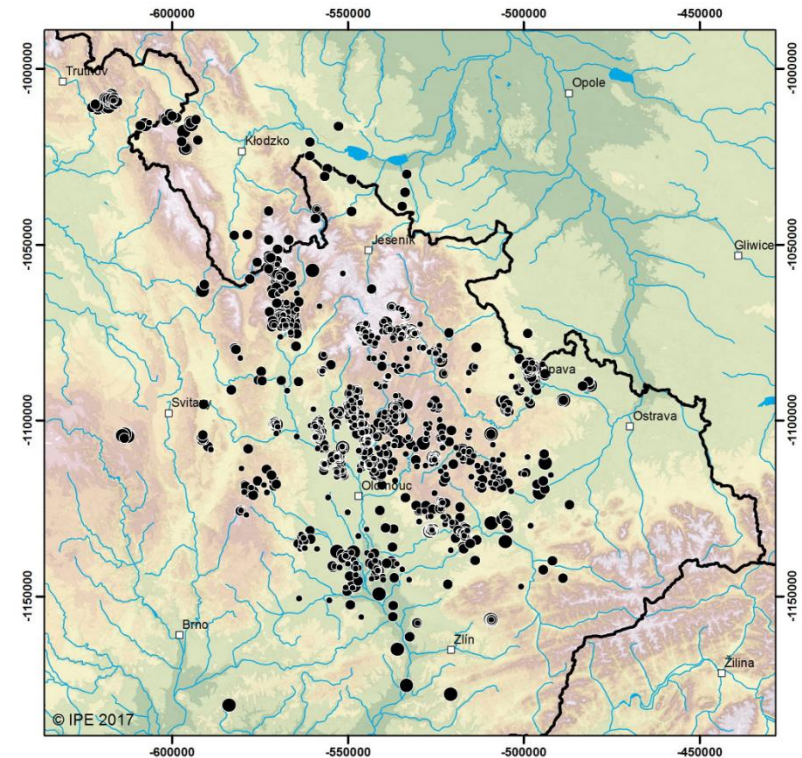 -600000 -550000 -500000 -450000
-1000000 -1000000
Trutnov
Opole
Kłodzko
-1050000 -1050000
Jeseník
Gliwice
Opava
Svitavy
-1100000 -1100000
Ostrava
Olomouc
-1150000 -1150000
Brno
Zlín
Žilina
© IPE 2017
-600000 -550000 -500000 -450000